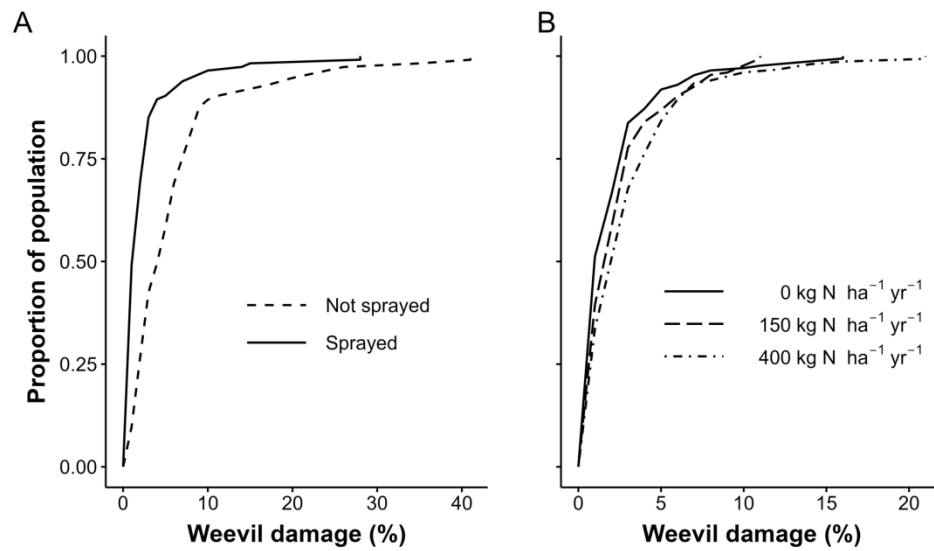 A
Proportion of population
1.00
0.75
0.50
0.25
0.00
Not sprayed
Sprayed
0 10 20 30 40
Weevil damage (%)
B
0 kg N ha⁻¹ yr⁻¹
150 kg N ha⁻¹ yr⁻¹
400 kg N ha⁻¹ yr⁻¹
0 5 10 15 20
Weevil damage (%)